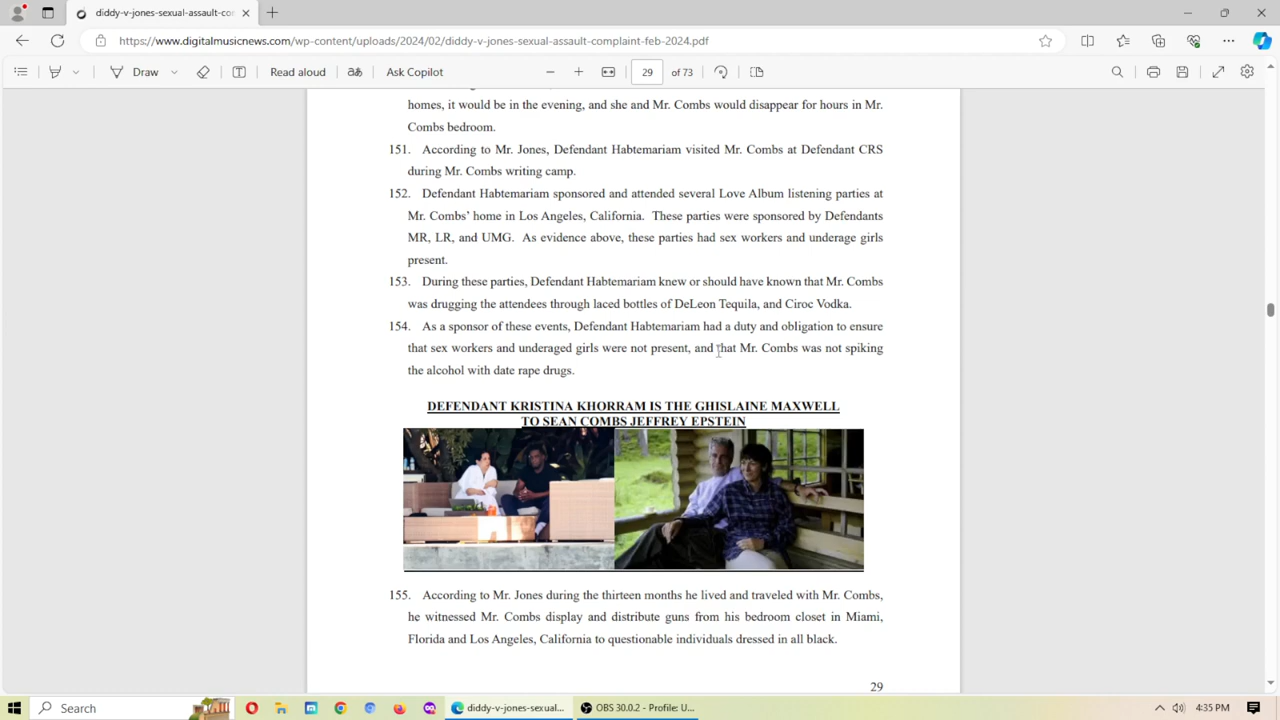 diddy-v-jones-sexual-assault-co
https://www.digitalmusicnews.com/wp-content/uploads/2024/02/diddy-v-jones-sexual-assault-complaint-feb-2024.pdf
Draw Read aloud Ask Copilot 29 of 73
homes, it would be in the evening, and she and Mr. Combs would disappear for hours in Mr.
Combs bedroom.
151. According to Mr. Jones, Defendant Habtemariam visited Mr. Combs at Defendant CRS
during Mr. Combs writing camp.
152. Defendant Habtemariam sponsored and attended several Love Album listening parties at
Mr. Combs’ home in Los Angeles, California. These parties were sponsored by Defendants
MR, LR, and UMG. As evidence above, these parties had sex workers and underage girls
present.
153. During these parties, Defendant Habtemariam knew or should have known that Mr. Combs
was drugging the attendees through laced bottles of DeLeon Tequila, and Ciroc Vodka.
154. As a sponsor of these events, Defendant Habtemariam had a duty and obligation to ensure
that sex workers and underaged girls were not present, and that Mr. Combs was not spiking
the alcohol with date rape drugs.
DEFENDANT KRISTINA KHORRAM IS THE GHISLAINE MAXWELL
TO SEAN COMBS JEFFREY EPSTEIN
155. According to Mr. Jones during the thirteen months he lived and traveled with Mr. Combs,
he witnessed Mr. Combs display and distribute guns from his bedroom closet in Miami,
Florida and Los Angeles, California to questionable individuals dressed in all black.
29
Search diddy-v-jones-sexual... OBS 30.0.2 - Profile: U... 4:35 PM